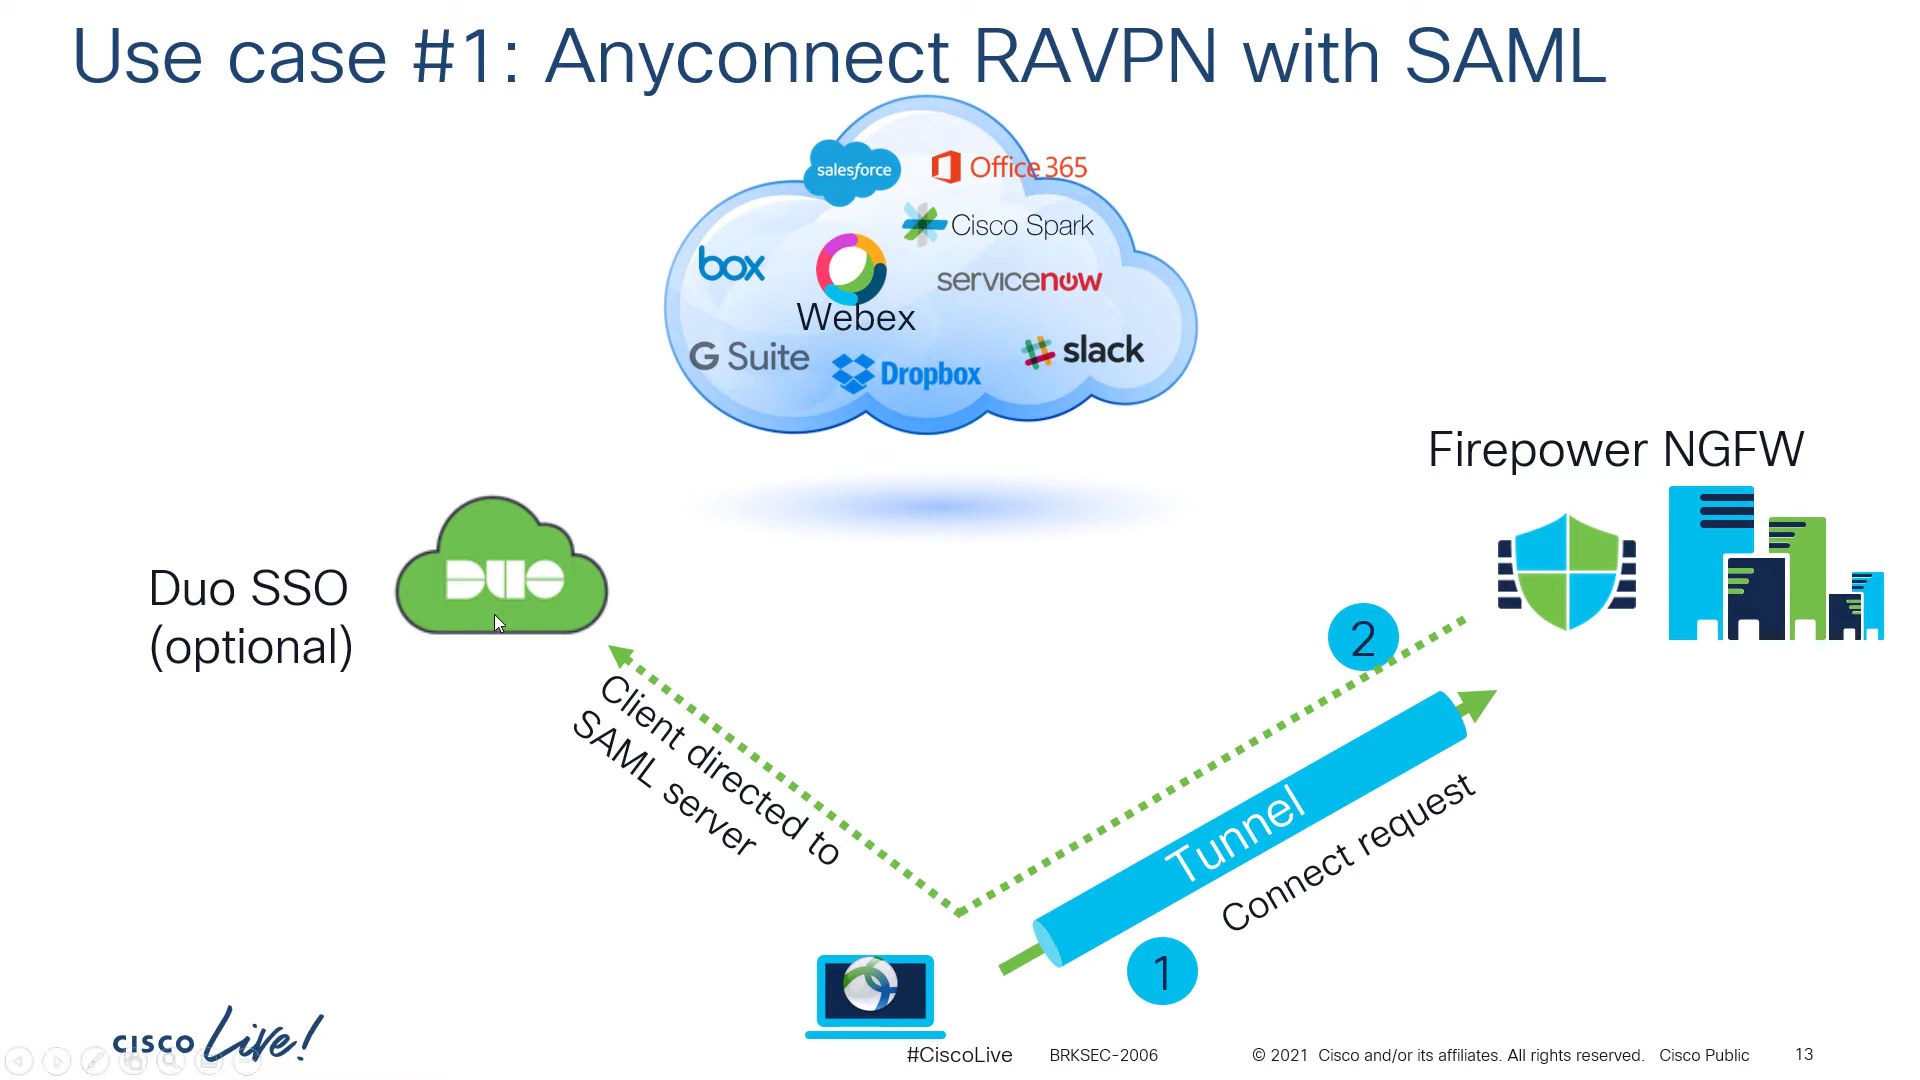 Use case #1: Anyconnect RAVPN with SAML
salesforce
Office 365
Cisco Spark
box
servicenow
Webex
G Suite
Dropbox
slack
Firepower NGFW
Duo SSO
(optional)
DUO
2
Client directed to
SAML server
Tunnel
Connect request
1
CISCO Live!
#CiscoLive
BRKSEC-2006
© 2021 Cisco and/or its affiliates. All rights reserved. Cisco Public
13